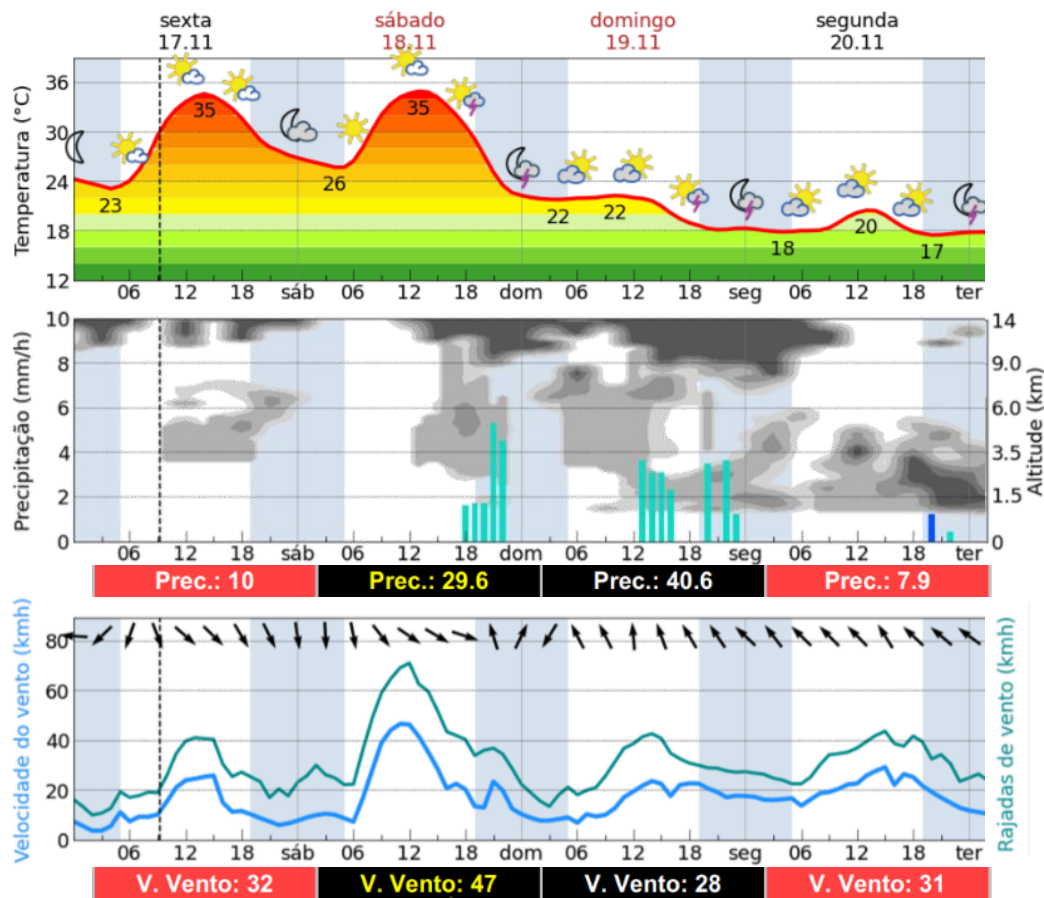 sexta sábado domingo segunda
17.11 18.11 19.11 20.11
Temperatura (°C)
36
30
24
18
12
23 35 26 35 22 22 18 20 17
06 12 18 sáb 06 12 18 dom 06 12 18 seg 06 12 18 ter
Precipitação (mm/h)
10
8
6
4
2
0
14
9.0
6.0
3.5
1.5
0
Altitude (km)
06 12 18 sáb 06 12 18 dom 06 12 18 seg 06 12 18 ter
Prec.: 10 Prec.: 29.6 Prec.: 40.6 Prec.: 7.9
Velocidade do vento (kmh)
80
60
40
20
0
Rajadas de vento (kmh)
06 12 18 sáb 06 12 18 dom 06 12 18 seg 06 12 18 ter
V. Vento: 32 V. Vento: 47 V. Vento: 28 V. Vento: 31